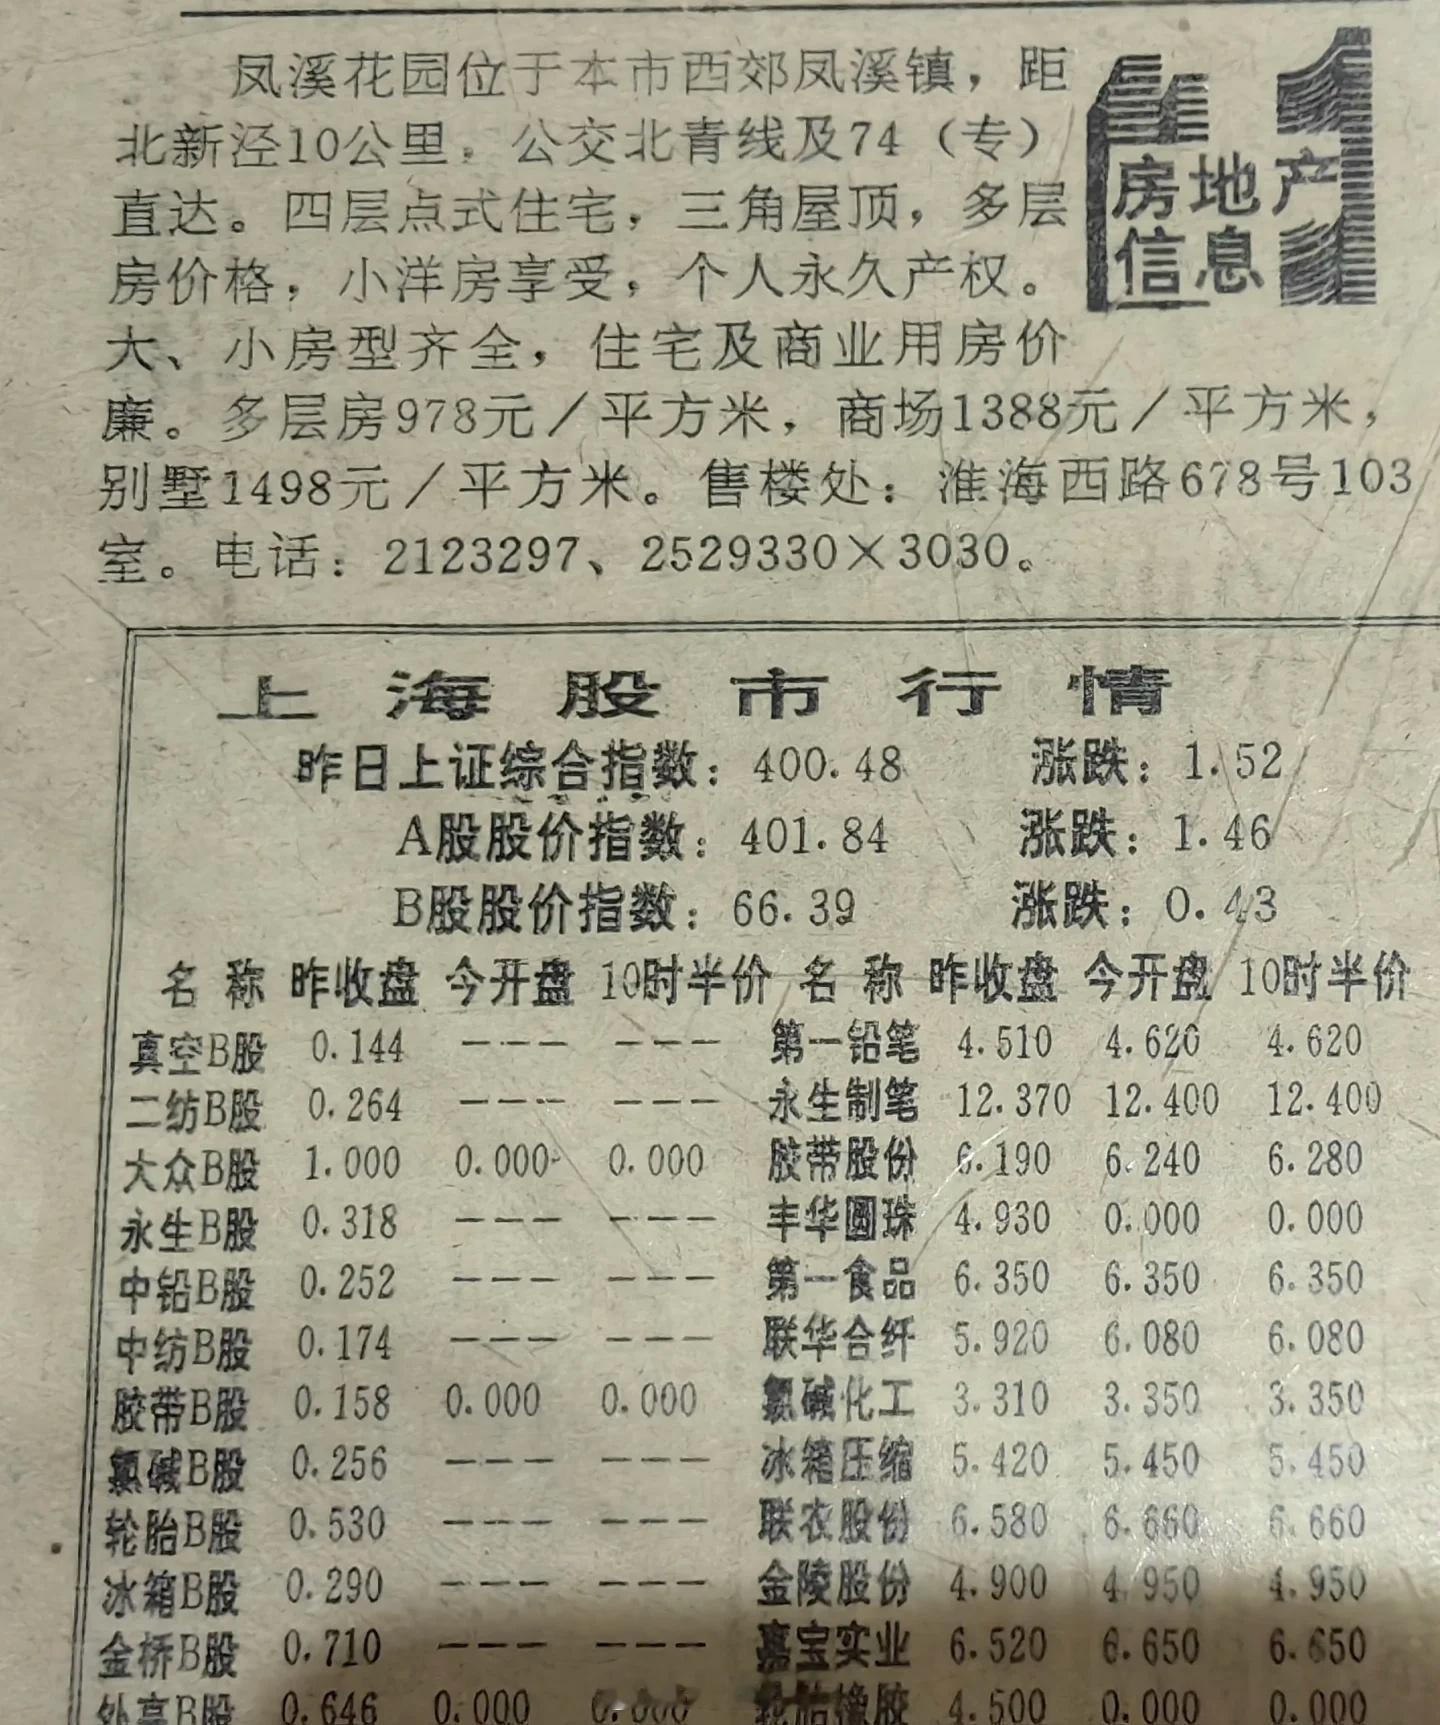 凤溪花园位于本市西郊凤溪镇，距
北新泾10公里，公交北青线及74（专）
直达。四层点式住宅，三角屋顶，多层
房价格，小洋房享受，个人永久产权。
大、小房型齐全，住宅及商业用房价
廉。多层房978元／平方米，商场1388元／平方米，
别墅1498元／平方米。售楼处：淮海西路678号103
室。电话：2123297、2529330×3030。
房地产
信息
上海股市行情
昨日上证综合指数：400.48 涨跌：1.52
A股股价指数：401.84 涨跌：1.46
B股股价指数：66.39 涨跌：0.43
名称 昨收盘 今开盘 10时半价 名称 昨收盘 今开盘 10时半价
真空B股 0.144 --- --- 第一铅笔 4.510 4.620 4.620
二纺B股 0.264 --- --- 永生制笔 12.370 12.400 12.400
大众B股 1.000 0.000 0.000 胶带股份 6.190 6.240 6.280
永生B股 0.318 --- --- 丰华圆珠 4.930 0.000 0.000
中铅B股 0.252 --- --- 第一食品 6.350 6.350 6.350
中纺B股 0.174 --- --- 联华合纤 5.920 6.080 6.080
胶带B股 0.158 0.000 0.000 氯碱化工 3.310 3.350 3.350
氯碱B股 0.256 --- --- 冰箱压缩 5.420 5.450 5.450
轮胎B股 0.530 --- --- 联农股份 6.580 6.660 6.660
冰箱B股 0.290 --- --- 金陵股份 4.900 4.950 4.950
金桥B股 0.710 --- --- 嘉宝实业 6.520 6.650 6.650
外高B股 0.646 0.000 0.000 轮胎橡胶 4.500 0.000 0.000